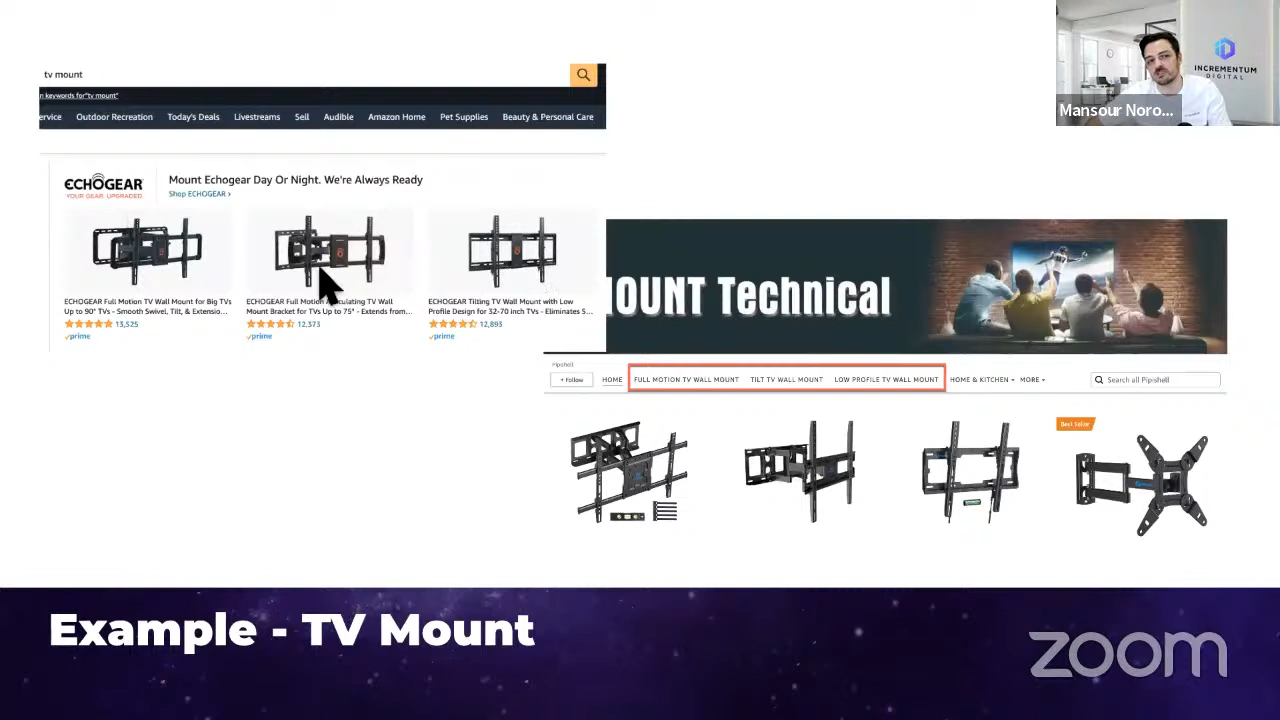 tv mount
n keywords for"tv mount"
ervice Outdoor Recreation Today's Deals Livestreams Sell Audible Amazon Home Pet Supplies Beauty & Personal Care
ECHOGEAR
YOUR GEAR. UPGRADED.
Mount Echogear Day Or Night. We're Always Ready
Shop ECHOGEAR ›
ECHOGEAR Full Motion TV Wall Mount for Big TVs
Up to 90" TVs - Smooth Swivel, Tilt, & Extensio...
13,525
prime
ECHOGEAR Full Motion Articulating TV Wall
Mount Bracket for TVs Up to 75" - Extends from...
12,373
prime
ECHOGEAR Tilting TV Wall Mount with Low
Profile Design for 32-70 inch TVs - Eliminates S...
12,893
prime
INCREMENTUM
DIGITAL
Mansour Noro...
MOUNT Technical
Pipishell
+ Follow HOME FULL MOTION TV WALL MOUNT TILT TV WALL MOUNT LOW PROFILE TV WALL MOUNT HOME & KITCHEN MORE Search all Pipishell
Best Seller
Example - TV Mount
zoom